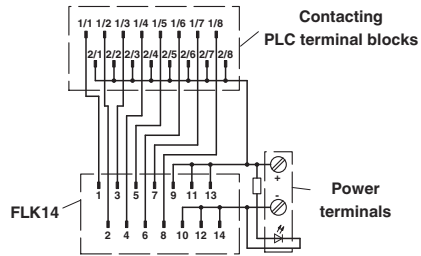 Contacting
PLC terminal blocks
1/1 1/2 1/3 1/4 1/5 1/6 1/7 1/8
2/1 2/2 2/3 2/4 2/5 2/6 2/7 2/8
+
-
Power
terminals
FLK14
1 3 5 7 9 11 13
2 4 6 8 10 12 14